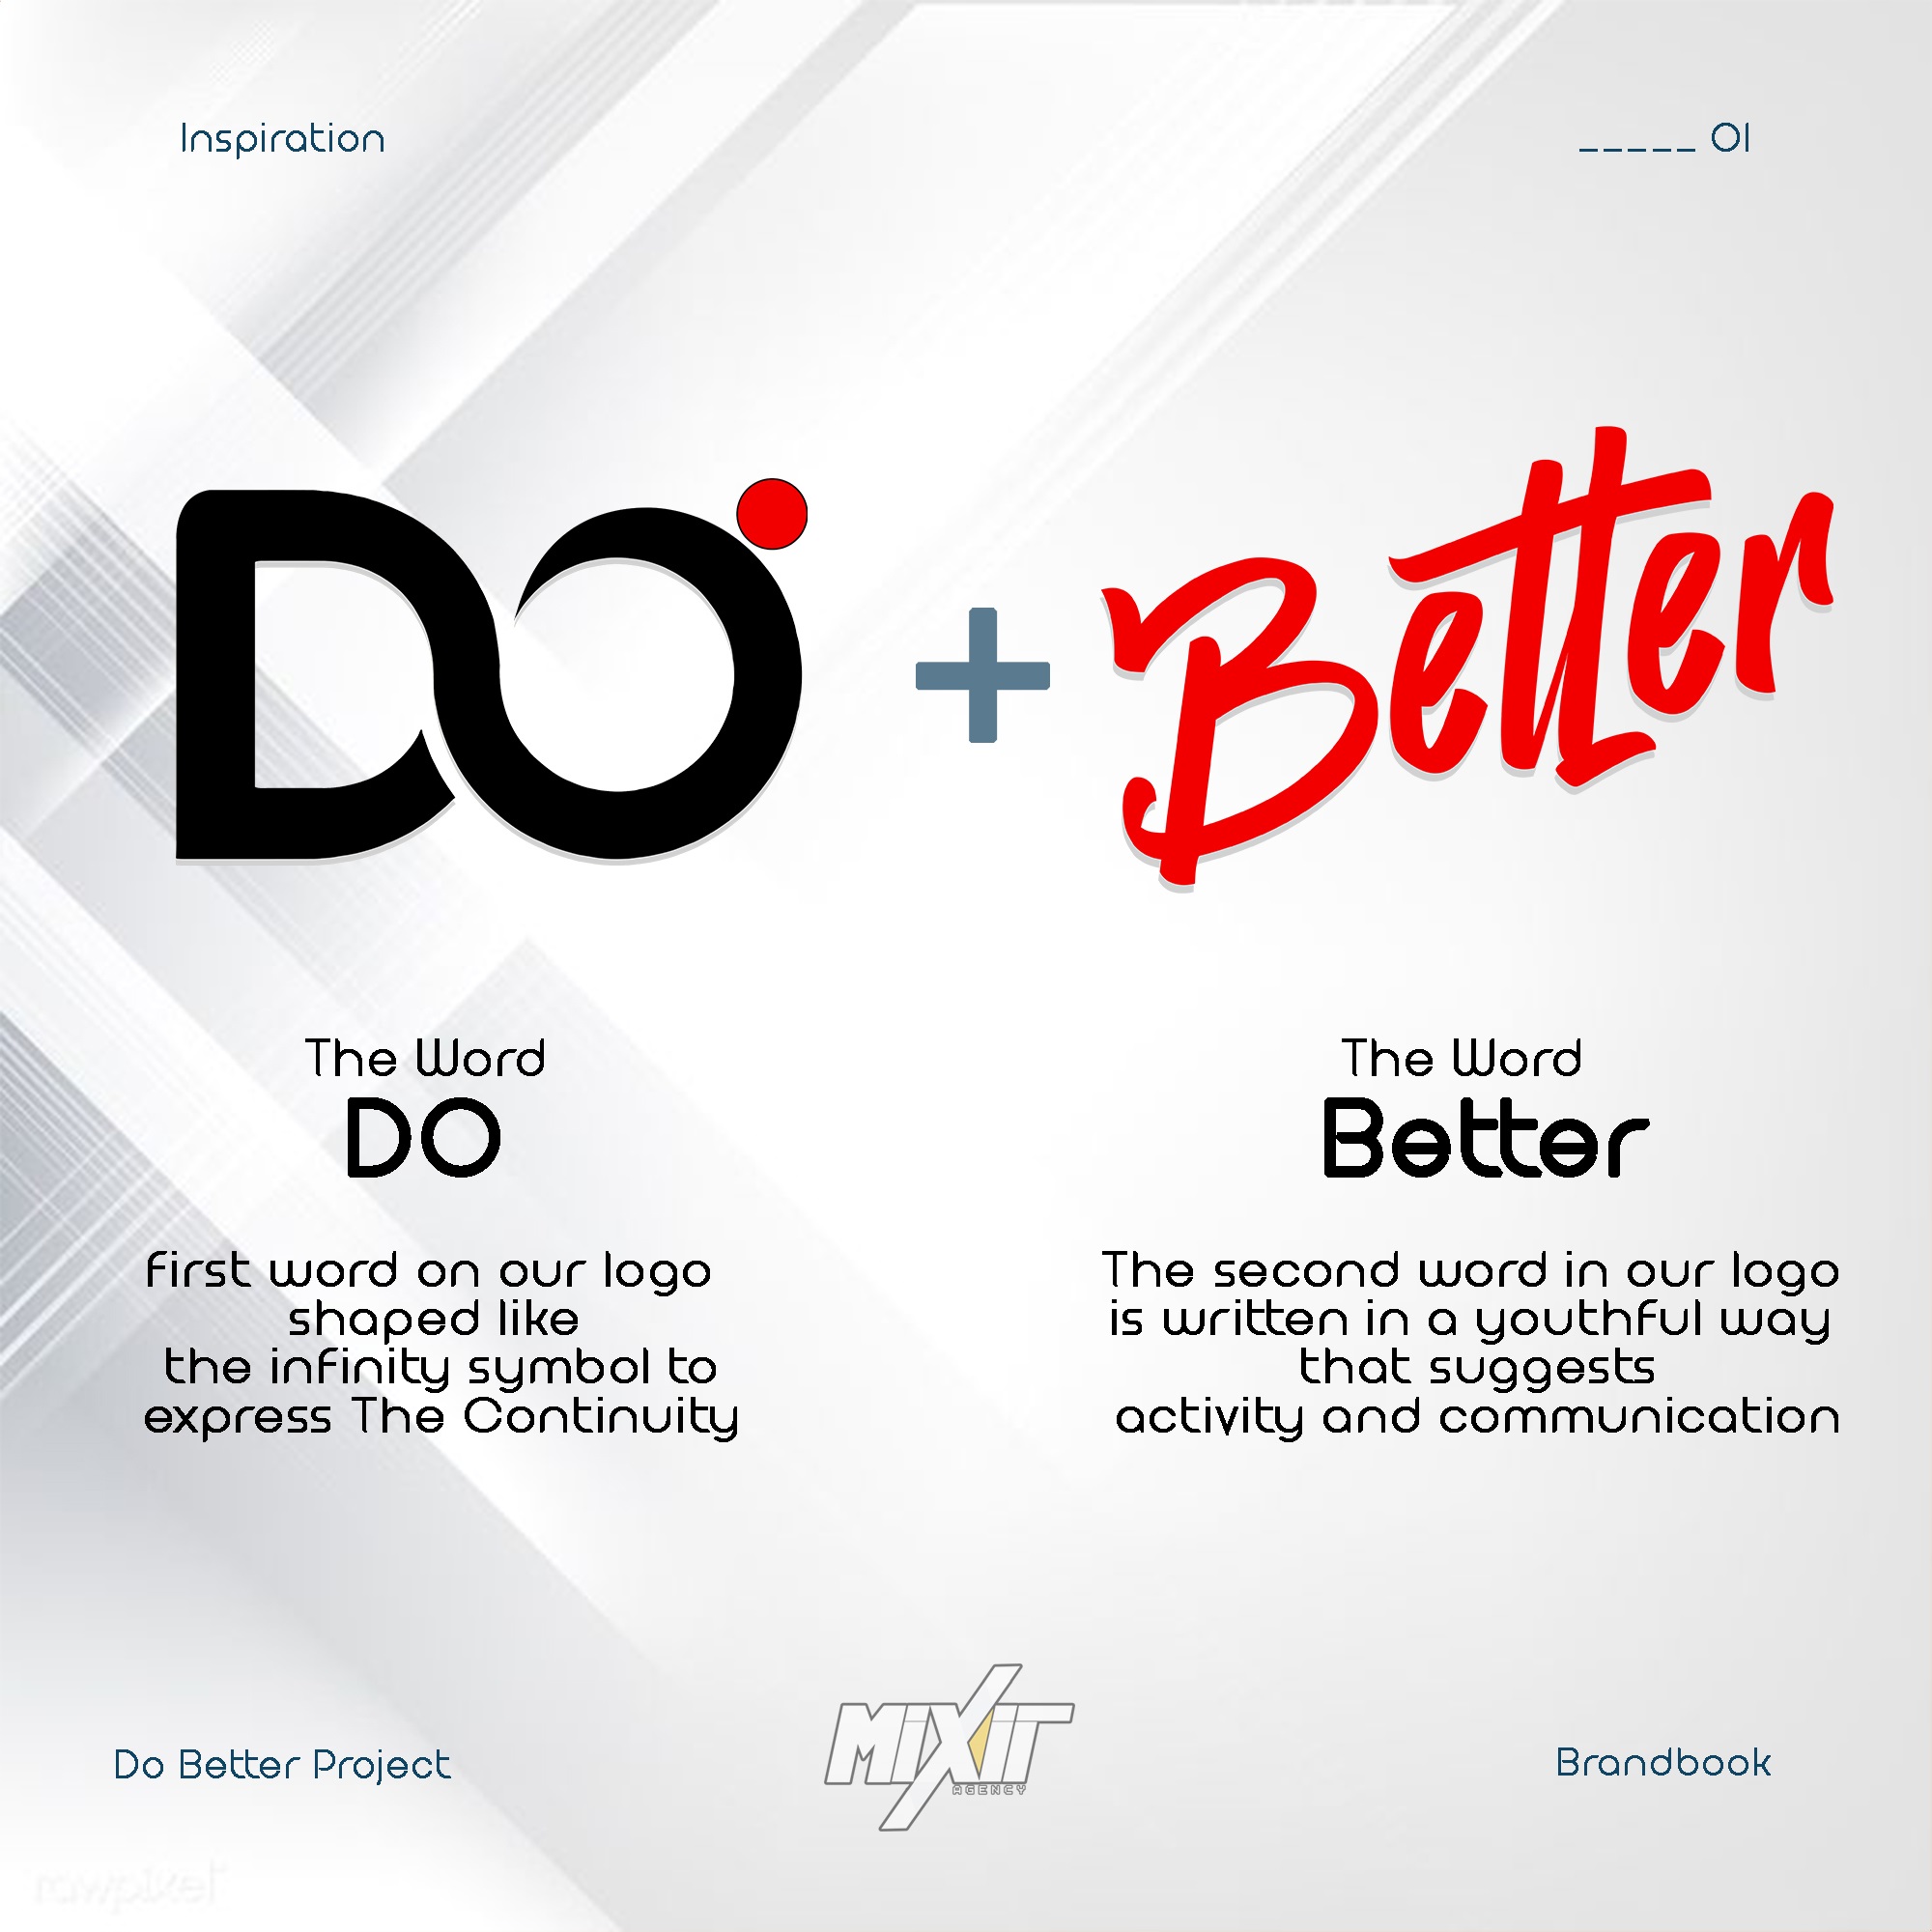 Inspiration
_____ 01
DO
+
Better
The Word
DO
The Word
Better
first word on our logo
shaped like
the infinity symbol to
express The Continuity
The second word in our logo
is written in a youthful way
that suggests
activity and communication
MIXIT
AGENCY
Do Better Project
Brandbook
rawpixel